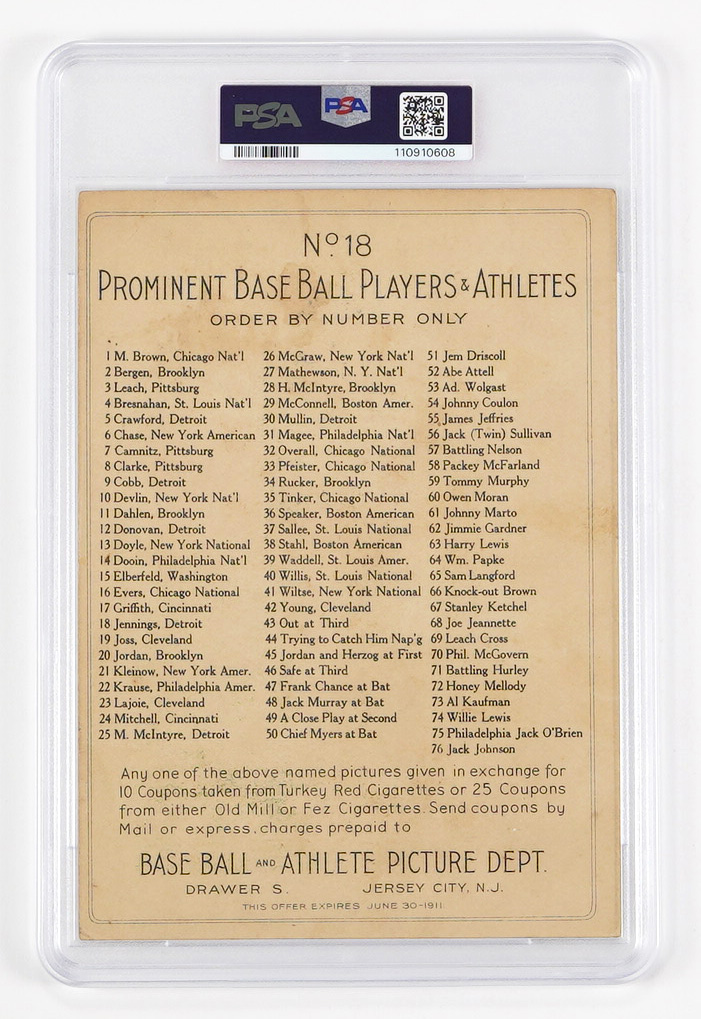 PSA PSA
110910608
Nº 18
PROMINENT BASE BALL PLAYERS & ATHLETES
ORDER BY NUMBER ONLY
1 M. Brown, Chicago Nat'l
2 Bergen, Brooklyn
3 Leach, Pittsburg
4 Bresnahan, St. Louis Nat'l
5 Crawford, Detroit
6 Chase, New York American
7 Camnitz, Pittsburg
8 Clarke, Pittsburg
9 Cobb, Detroit
10 Devlin, New York Nat'l
11 Dahlen, Brooklyn
12 Donovan, Detroit
13 Doyle, New York National
14 Dooin, Philadelphia Nat'l
15 Elberfeld, Washington
16 Evers, Chicago National
17 Griffith, Cincinnati
18 Jennings, Detroit
19 Joss, Cleveland
20 Jordan, Brooklyn
21 Kleinow, New York Amer.
22 Krause, Philadelphia Amer.
23 Lajoie, Cleveland
24 Mitchell, Cincinnati
25 M. McIntyre, Detroit
26 McGraw, New York Nat'l
27 Mathewson, N. Y. Nat'l
28 H. McIntyre, Brooklyn
29 McConnell, Boston Amer.
30 Mullin, Detroit
31 Magee, Philadelphia Nat'l
32 Overall, Chicago National
33 Pfeister, Chicago National
34 Rucker, Brooklyn
35 Tinker, Chicago National
36 Speaker, Boston American
37 Sallee, St. Louis National
38 Stahl, Boston American
39 Waddell, St. Louis Amer.
40 Willis, St. Louis National
41 Wiltse, New York National
42 Young, Cleveland
43 Out at Third
44 Trying to Catch Him Nap'g
45 Jordan and Herzog at First
46 Safe at Third
47 Frank Chance at Bat
48 Jack Murray at Bat
49 A Close Play at Second
50 Chief Myers at Bat
51 Jem Driscoll
52 Abe Attell
53 Ad. Wolgast
54 Johnny Coulon
55 James Jeffries
56 Jack (Twin) Sullivan
57 Battling Nelson
58 Packey McFarland
59 Tommy Murphy
60 Owen Moran
61 Johnny Marto
62 Jimmie Gardner
63 Harry Lewis
64 Wm. Papke
65 Sam Langford
66 Knock-out Brown
67 Stanley Ketchel
68 Joe Jeannette
69 Leach Cross
70 Phil. McGovern
71 Battling Hurley
72 Honey Mellody
73 Al Kaufman
74 Willie Lewis
75 Philadelphia Jack O'Brien
76 Jack Johnson
Any one of the above named pictures given in exchange for
10 Coupons taken from Turkey Red Cigarettes or 25 Coupons
from either Old Mill or Fez Cigarettes. Send coupons by
Mail or express, charges prepaid to
BASE BALL AND ATHLETE PICTURE DEPT.
DRAWER S. JERSEY CITY, N.J.
THIS OFFER EXPIRES JUNE 30-1911.